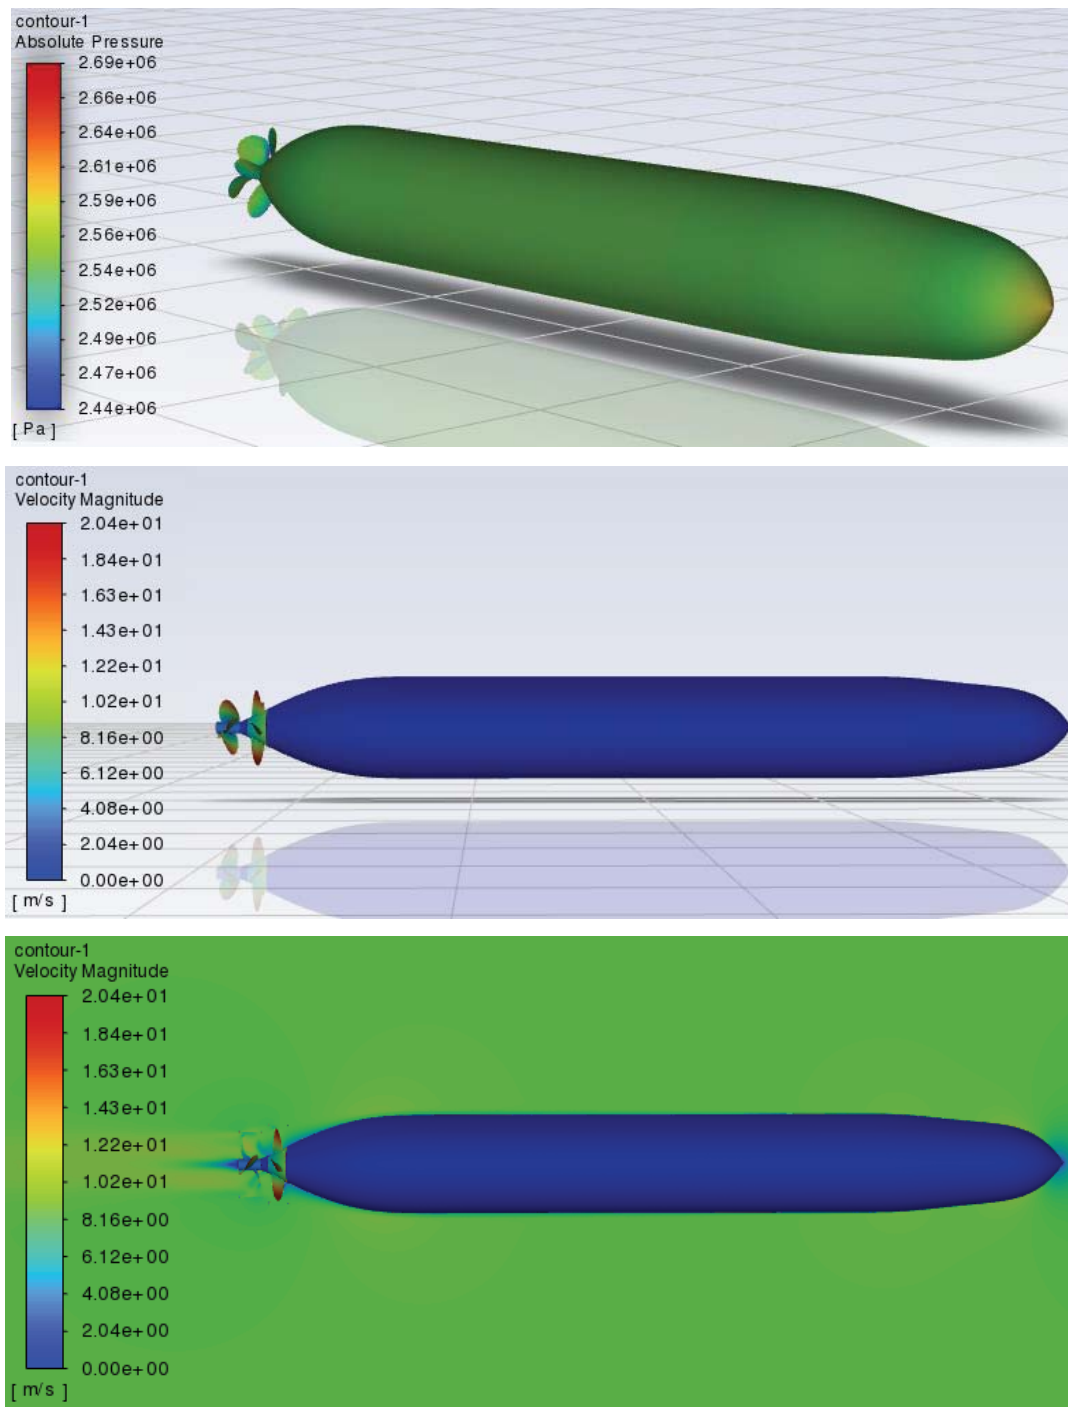 contour-1
Absolute Pressure
2.69e+06
2.66e+06
2.64e+06
2.61e+06
2.59e+06
2.56e+06
2.54e+06
2.52e+06
2.49e+06
2.47e+06
2.44e+06
[ Pa ]
contour-1
Velocity Magnitude
2.04e+01
1.84e+01
1.63e+01
1.43e+01
1.22e+01
1.02e+01
8.16e+00
6.12e+00
4.08e+00
2.04e+00
0.00e+00
[ m/s ]
contour-1
Velocity Magnitude
2.04e+01
1.84e+01
1.63e+01
1.43e+01
1.22e+01
1.02e+01
8.16e+00
6.12e+00
4.08e+00
2.04e+00
0.00e+00
[ m/s ]